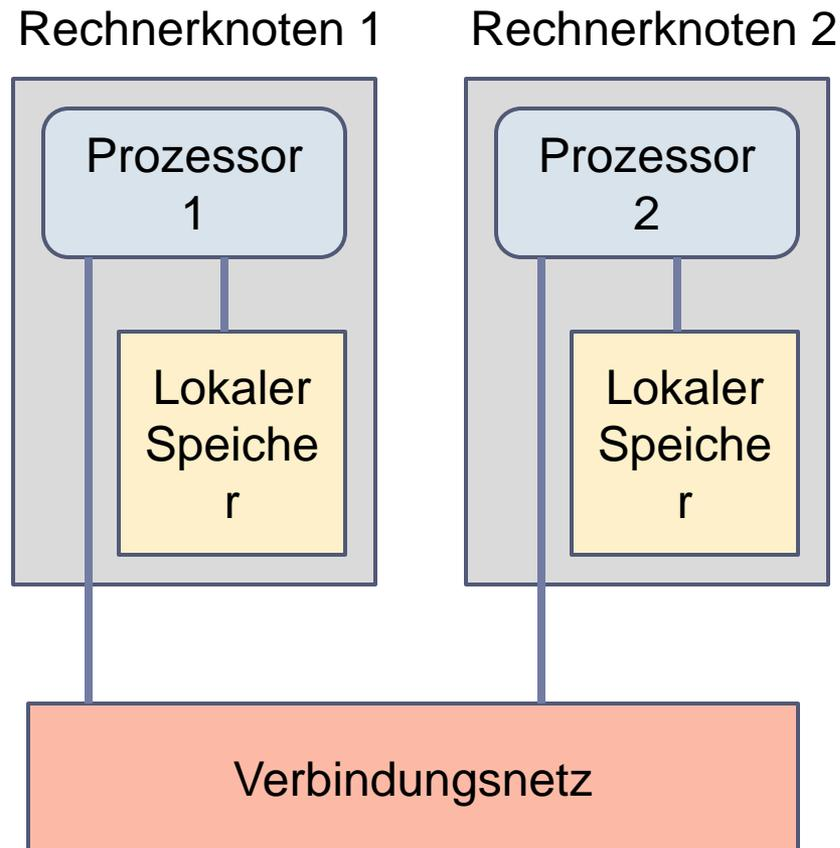 Rechnerknoten 1
Rechnerknoten 2
Prozessor
1
Prozessor
2
Lokaler
Speiche
r
Lokaler
Speiche
r
Verbindungsnetz